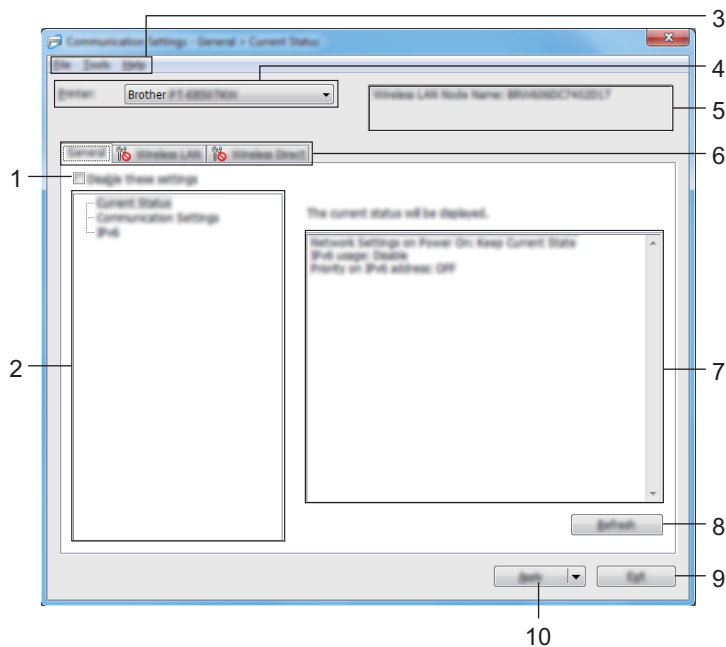 3
Communication Settings - General > Current Status
File Tools Help
4
Printer: Brother PT-E850TKW
Wireless LAN Node Name:
5
General Wireless LAN Wireless Direct
6
1
Disable these settings
Current Status
Communication Settings
IPv6
The current status will be displayed.
Network Settings on Power On: Keep Current State
IPv6 usage: Disable
Priority on IPv6 address: OFF
2
7
Refresh
8
Apply
Exit
9
10